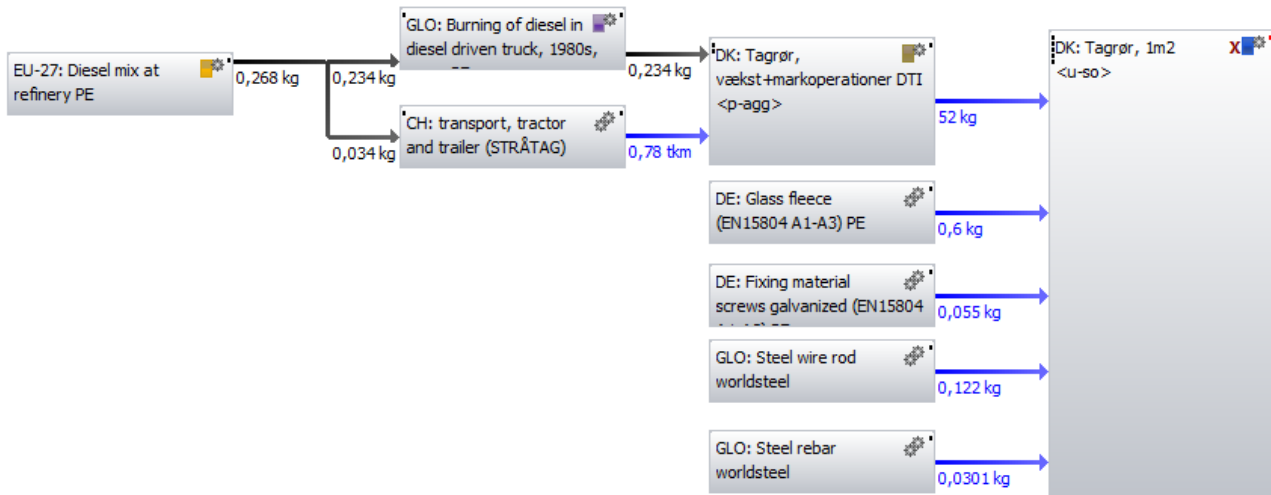 EU-27: Diesel mix at
refinery PE
0,268 kg
0,234 kg
0,034 kg
GLO: Burning of diesel in
diesel driven truck, 1980s,
0,234 kg
CH: transport, tractor
and trailer (STRÅTAG)
0,78 tkm
DK: Tagrør,
vækst+markoperationer DTI
<p-agg>
52 kg
DE: Glass fleece
(EN15804 A1-A3) PE
0,6 kg
DE: Fixing material
screws galvanized (EN15804
0,055 kg
GLO: Steel wire rod
worldsteel
0,122 kg
GLO: Steel rebar
worldsteel
0,0301 kg
DK: Tagrør, 1m2
X
<u-so>